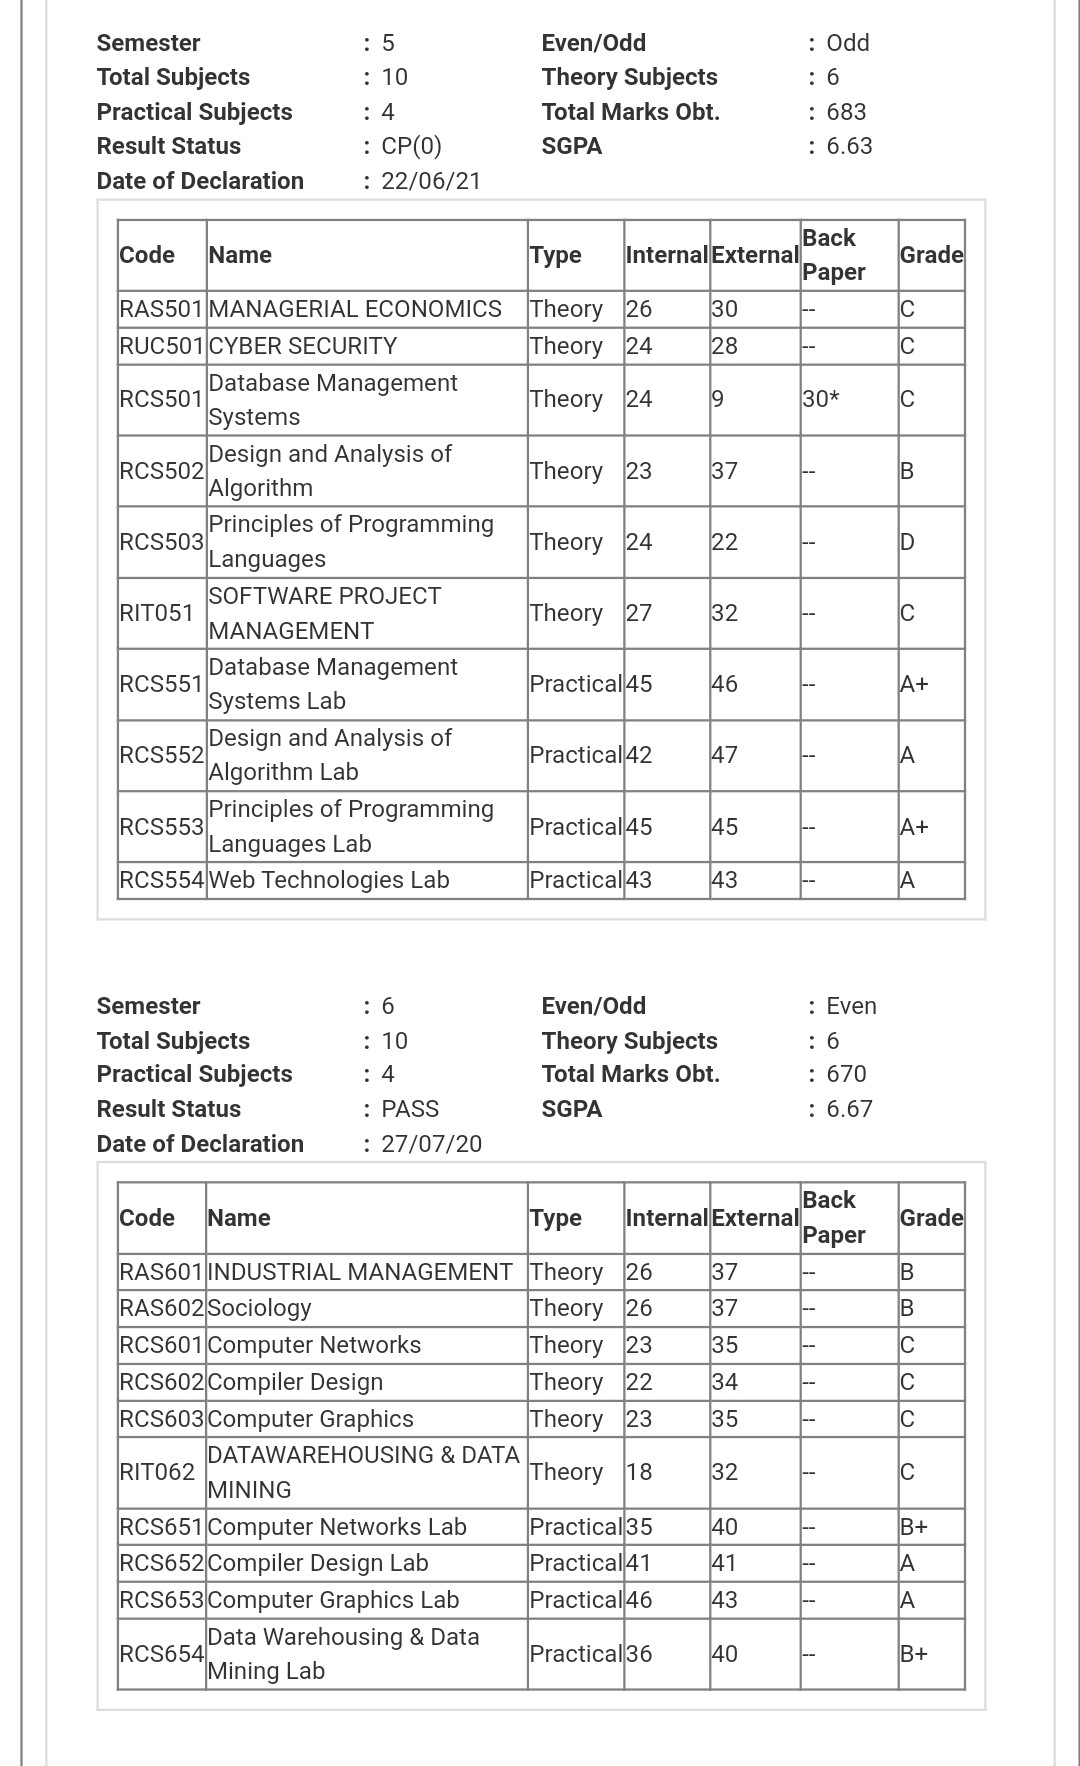 Semester : 5 Even/Odd : Odd
Total Subjects : 10 Theory Subjects : 6
Practical Subjects : 4 Total Marks Obt. : 683
Result Status : CP(0) SGPA : 6.63
Date of Declaration : 22/06/21
Code Name Type Internal External Back Paper Grade
RAS501 MANAGERIAL ECONOMICS Theory 26 30 -- C
RUC501 CYBER SECURITY Theory 24 28 -- C
RCS501 Database Management Systems Theory 24 9 30* C
RCS502 Design and Analysis of Algorithm Theory 23 37 -- B
RCS503 Principles of Programming Languages Theory 24 22 -- D
RIT051 SOFTWARE PROJECT MANAGEMENT Theory 27 32 -- C
RCS551 Database Management Systems Lab Practical 45 46 -- A+
RCS552 Design and Analysis of Algorithm Lab Practical 42 47 -- A
RCS553 Principles of Programming Languages Lab Practical 45 45 -- A+
RCS554 Web Technologies Lab Practical 43 43 -- A
Semester : 6 Even/Odd : Even
Total Subjects : 10 Theory Subjects : 6
Practical Subjects : 4 Total Marks Obt. : 670
Result Status : PASS SGPA : 6.67
Date of Declaration : 27/07/20
Code Name Type Internal External Back Paper Grade
RAS601 INDUSTRIAL MANAGEMENT Theory 26 37 -- B
RAS602 Sociology Theory 26 37 -- B
RCS601 Computer Networks Theory 23 35 -- C
RCS602 Compiler Design Theory 22 34 -- C
RCS603 Computer Graphics Theory 23 35 -- C
RIT062 DATAWAREHOUSING & DATA MINING Theory 18 32 -- C
RCS651 Computer Networks Lab Practical 35 40 -- B+
RCS652 Compiler Design Lab Practical 41 41 -- A
RCS653 Computer Graphics Lab Practical 46 43 -- A
RCS654 Data Warehousing & Data Mining Lab Practical 36 40 -- B+